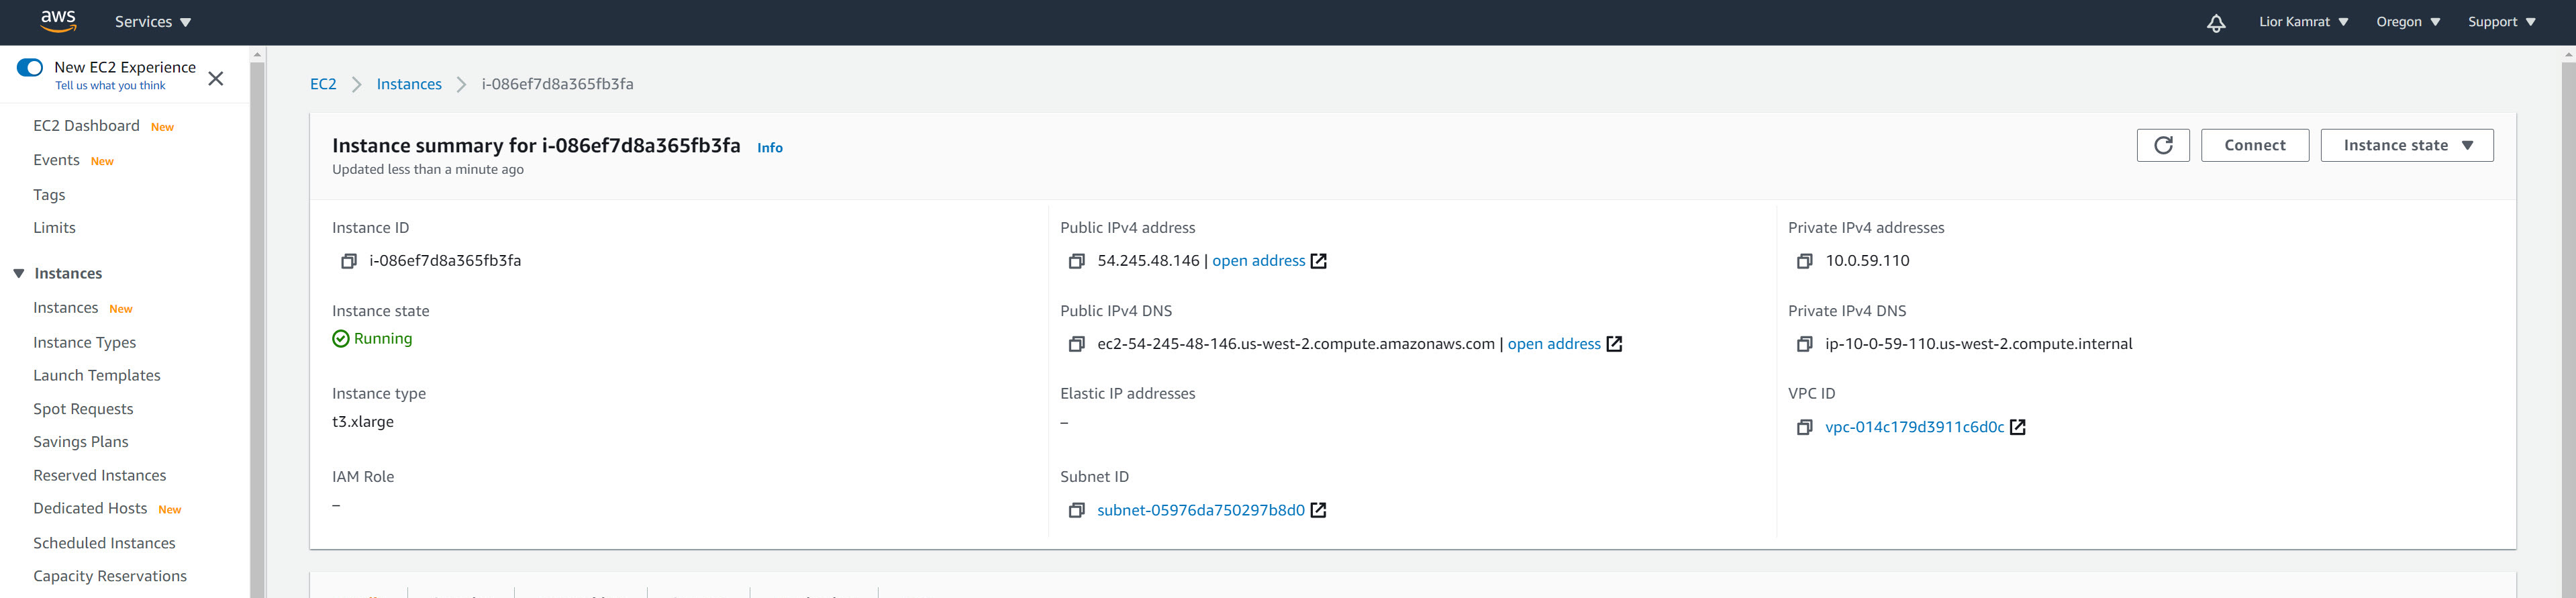 aws Services Lior Kamrat Oregon Support
New EC2 Experience
Tell us what you think
EC2 Dashboard New
Events New
Tags
Limits
Instances
Instances New
Instance Types
Launch Templates
Spot Requests
Savings Plans
Reserved Instances
Dedicated Hosts New
Scheduled Instances
Capacity Reservations
EC2 Instances i-086ef7d8a365fb3fa
Instance summary for i-086ef7d8a365fb3fa Info
Updated less than a minute ago
Connect Instance state
Instance ID
i-086ef7d8a365fb3fa
Instance state
Running
Instance type
t3.xlarge
IAM Role
–
Public IPv4 address
54.245.48.146 | open address
Public IPv4 DNS
ec2-54-245-48-146.us-west-2.compute.amazonaws.com | open address
Elastic IP addresses
–
Subnet ID
subnet-05976da750297b8d0
Private IPv4 addresses
10.0.59.110
Private IPv4 DNS
ip-10-0-59-110.us-west-2.compute.internal
VPC ID
vpc-014c179d3911c6d0c